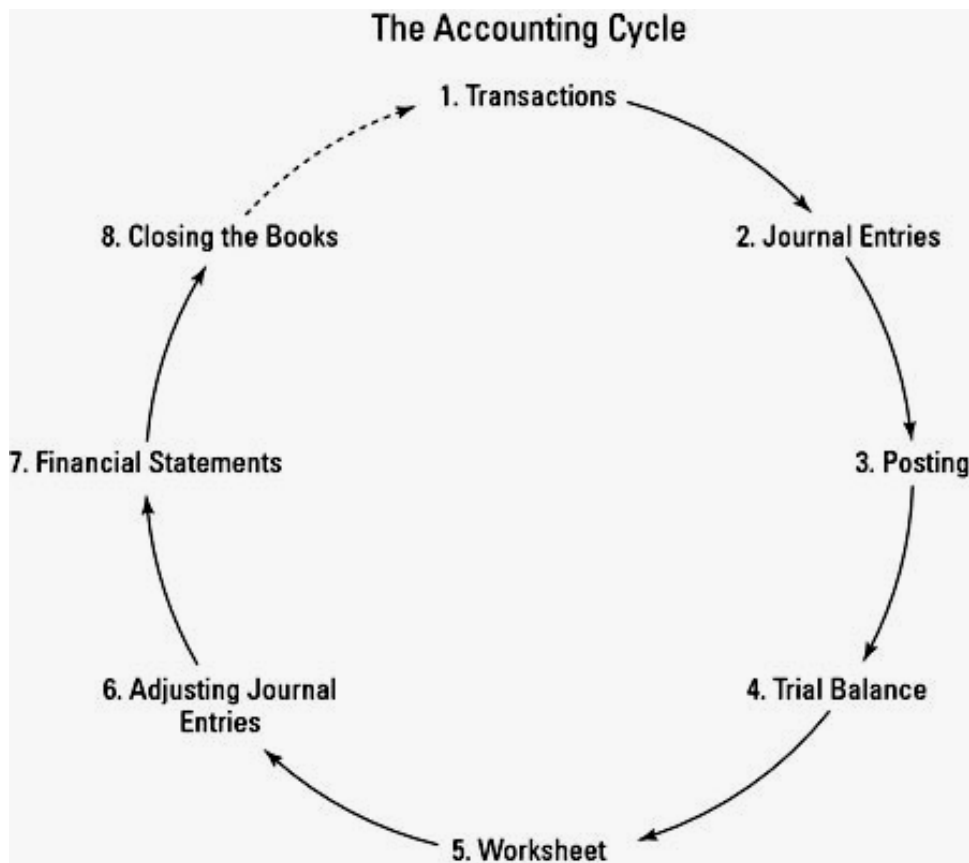 The Accounting Cycle
1. Transactions
2. Journal Entries
3. Posting
4. Trial Balance
5. Worksheet
6. Adjusting Journal
Entries
7. Financial Statements
8. Closing the Books